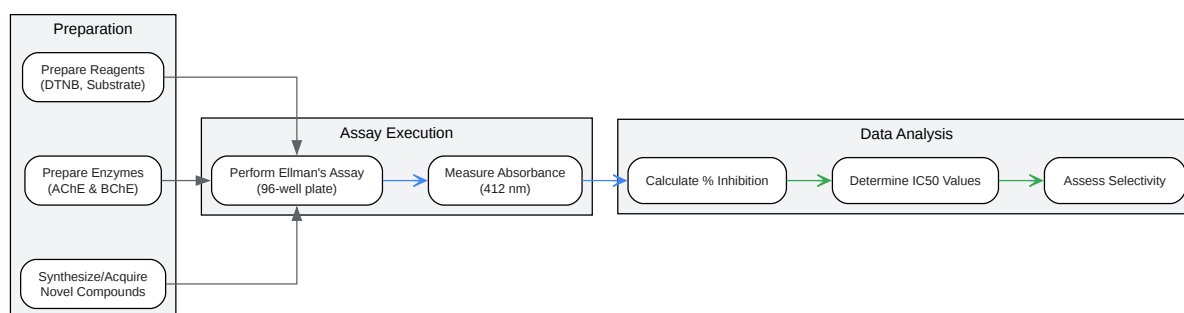 Preparation
Prepare Reagents
(DTNB, Substrate)
Prepare Enzymes
(AChE & BChE)
Synthesize/Acquire
Novel Compounds
Assay Execution
Perform Ellman's Assay
(96-well plate)
Measure Absorbance
(412 nm)
Data Analysis
Calculate % Inhibition
Determine IC50 Values
Assess Selectivity